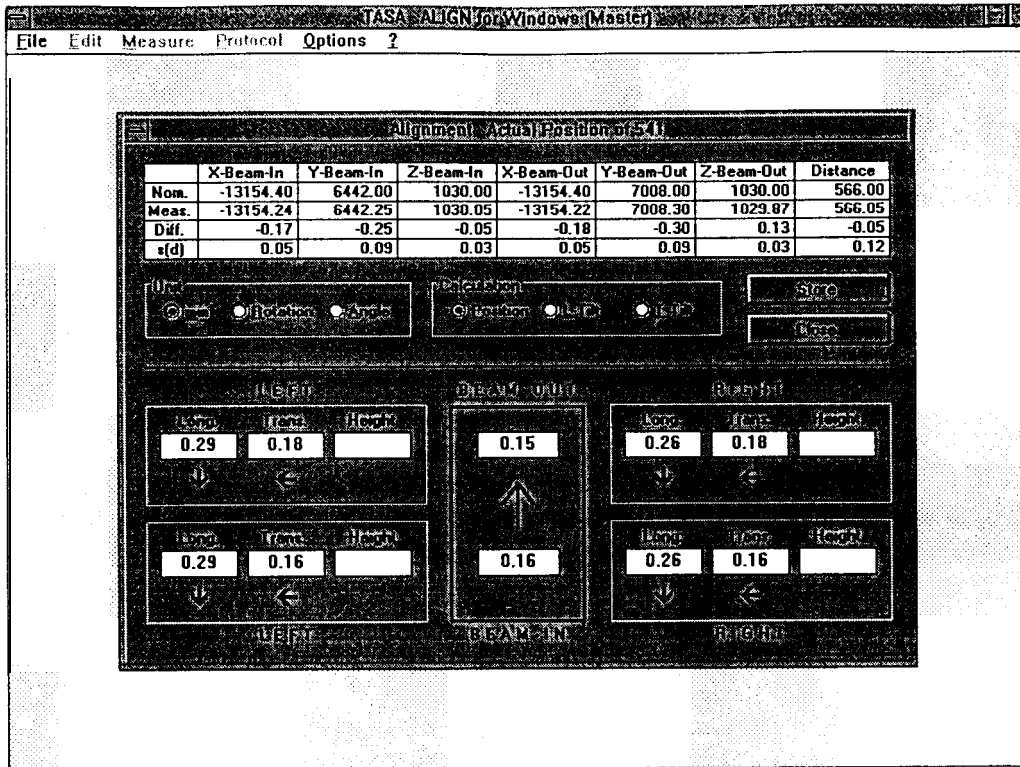 TASA - ALIGN for Windows (Master)
File Edit Measure Protocol Options ?
Alignment - Actual Position of 541
X-Beam-In Y-Beam-In Z-Beam-In X-Beam-Out Y-Beam-Out Z-Beam-Out Distance
Nom. -13154.40 6442.00 1030.00 -13154.40 7008.00 1030.00 566.00
Meas. -13154.24 6442.25 1030.05 -13154.22 7008.30 1029.87 566.05
Diff. -0.17 -0.25 -0.05 -0.18 -0.30 0.13 -0.05
s(d) 0.05 0.09 0.03 0.05 0.09 0.03 0.12
Unit Calculation
mm Rotation Angle Position
Store
Close
LEFT BEAM OUT RIGHT
Long. Trans. Height Long. Trans. Height
0.29 0.18 0.15 0.26 0.18
Long. Trans. Height Long. Trans. Height
0.29 0.16 0.16 0.26 0.16
LEFT BEAM IN RIGHT